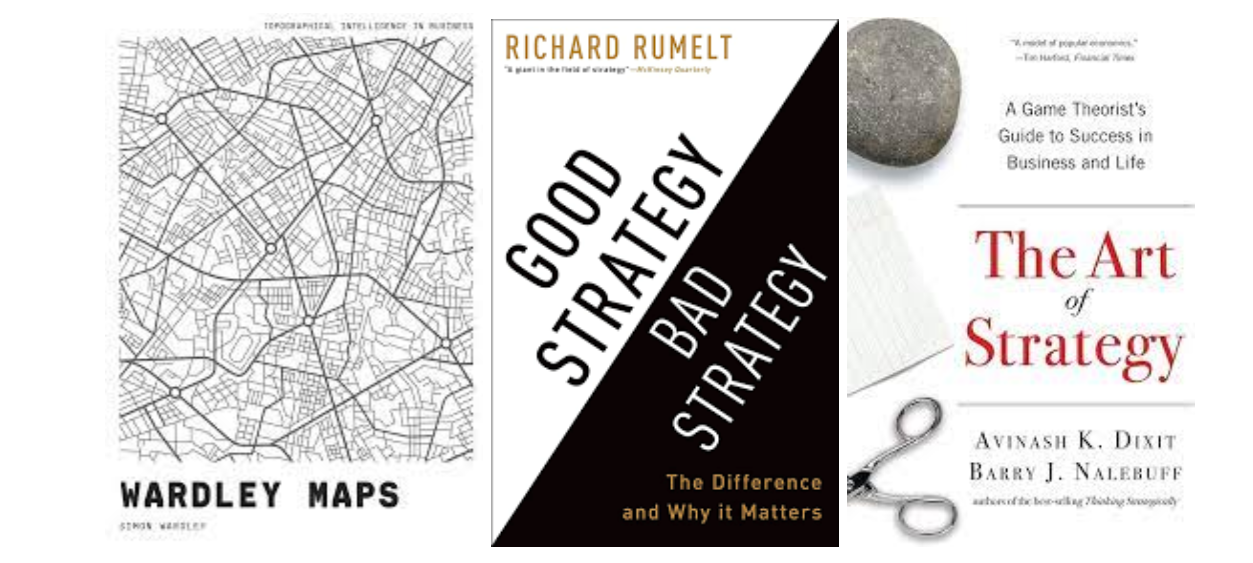 TOPOGRAPHICAL INTELLIGENCE IN BUSINESS
WARDLEY MAPS
SIMON WARDLEY
RICHARD RUMELT
"A giant in the field of strategy" —McKinsey Quarterly
GOOD
STRATEGY
BAD
STRATEGY
The Difference
and Why it Matters
"A model of popular economics."
—Tim Harford, Financial Times
A Game Theorist's
Guide to Success in
Business and Life
The Art
of
Strategy
AVINASH K. DIXIT
BARRY J. NALEBUFF
authors of the best-selling Thinking Strategically